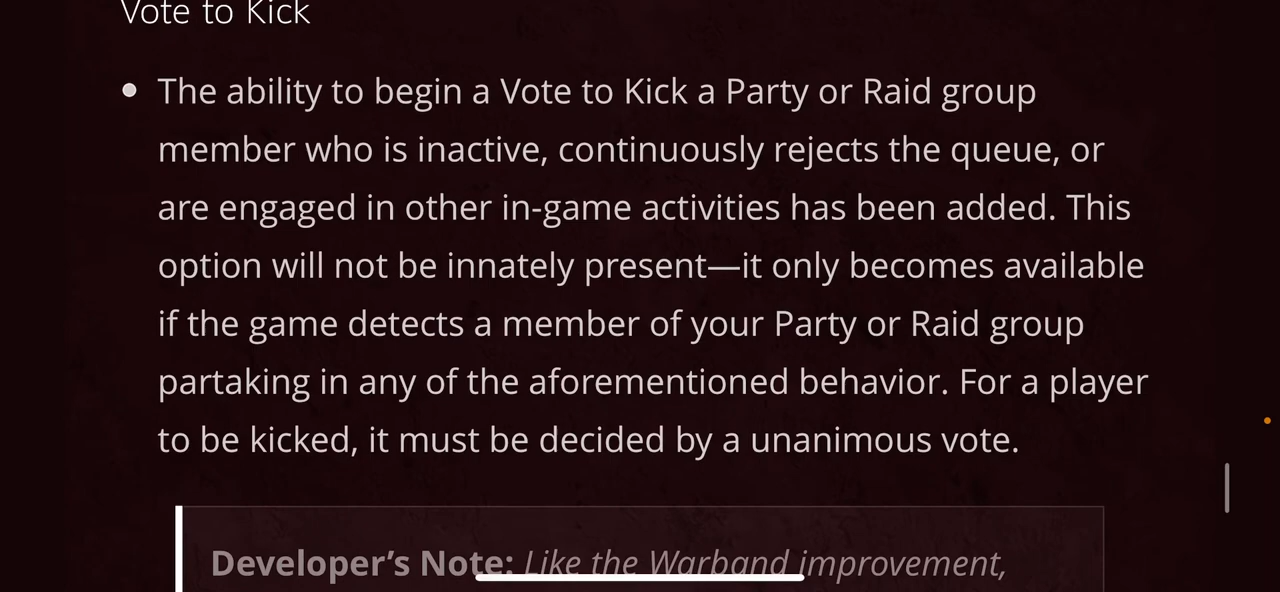 Vote to Kick
The ability to begin a Vote to Kick a Party or Raid group
member who is inactive, continuously rejects the queue, or
are engaged in other in-game activities has been added. This
option will not be innately present—it only becomes available
if the game detects a member of your Party or Raid group
partaking in any of the aforementioned behavior. For a player
to be kicked, it must be decided by a unanimous vote.
Developer’s Note: Like the Warband improvement,